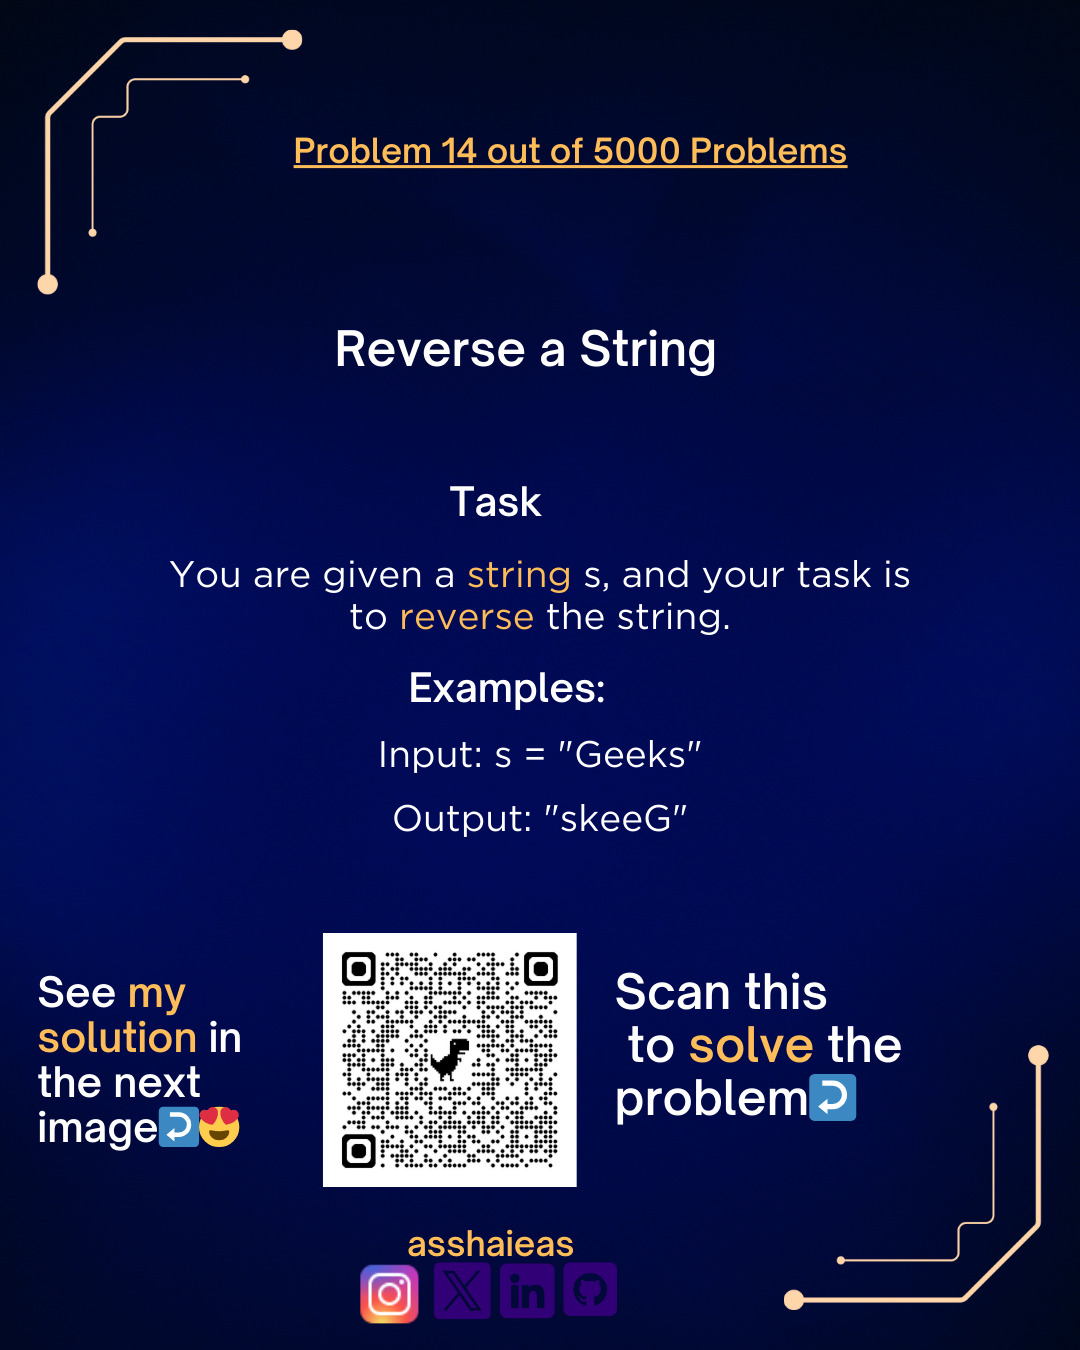 Problem 14 out of 5000 Problems
Reverse a String
Task
You are given a string s, and your task is
to reverse the string.
Examples:
Input: s = "Geeks"
Output: "skeeG"
See my
solution in
the next
image
Scan this
to solve the
problem
asshaieas